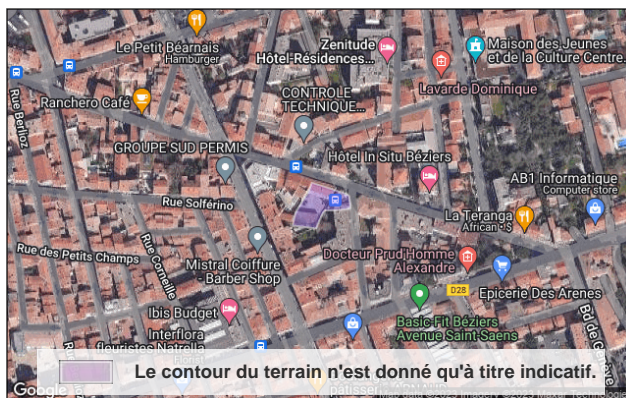 Le Petit Béarnais
Hamburger
Zenitude
Hôtel-Résidences...
Maison des Jeunes
et de la Culture Centre...
Lavarde Dominique
Rue Berlioz
Ranchero Café
CONTROLE
TECHNIQUE...
GROUPE SUD PERMIS
Hôtel In Situ Béziers
AB1 Informatique
Computer store
Rue Solférino
La Teranga
African • $
Rue des Petits Champs
Rue Corneille
Mistral Coiffure
- Barber Shop
Docteur Prud'Homme
Alexandre
D28
Epicerie Des Arenes
Ibis Budget
Basic-Fit Béziers
Avenue Saint-Saens
Bd de Genève
Interflora
fleuristes Natrella
Le contour du terrain n'est donné qu'à titre indicatif.
Google